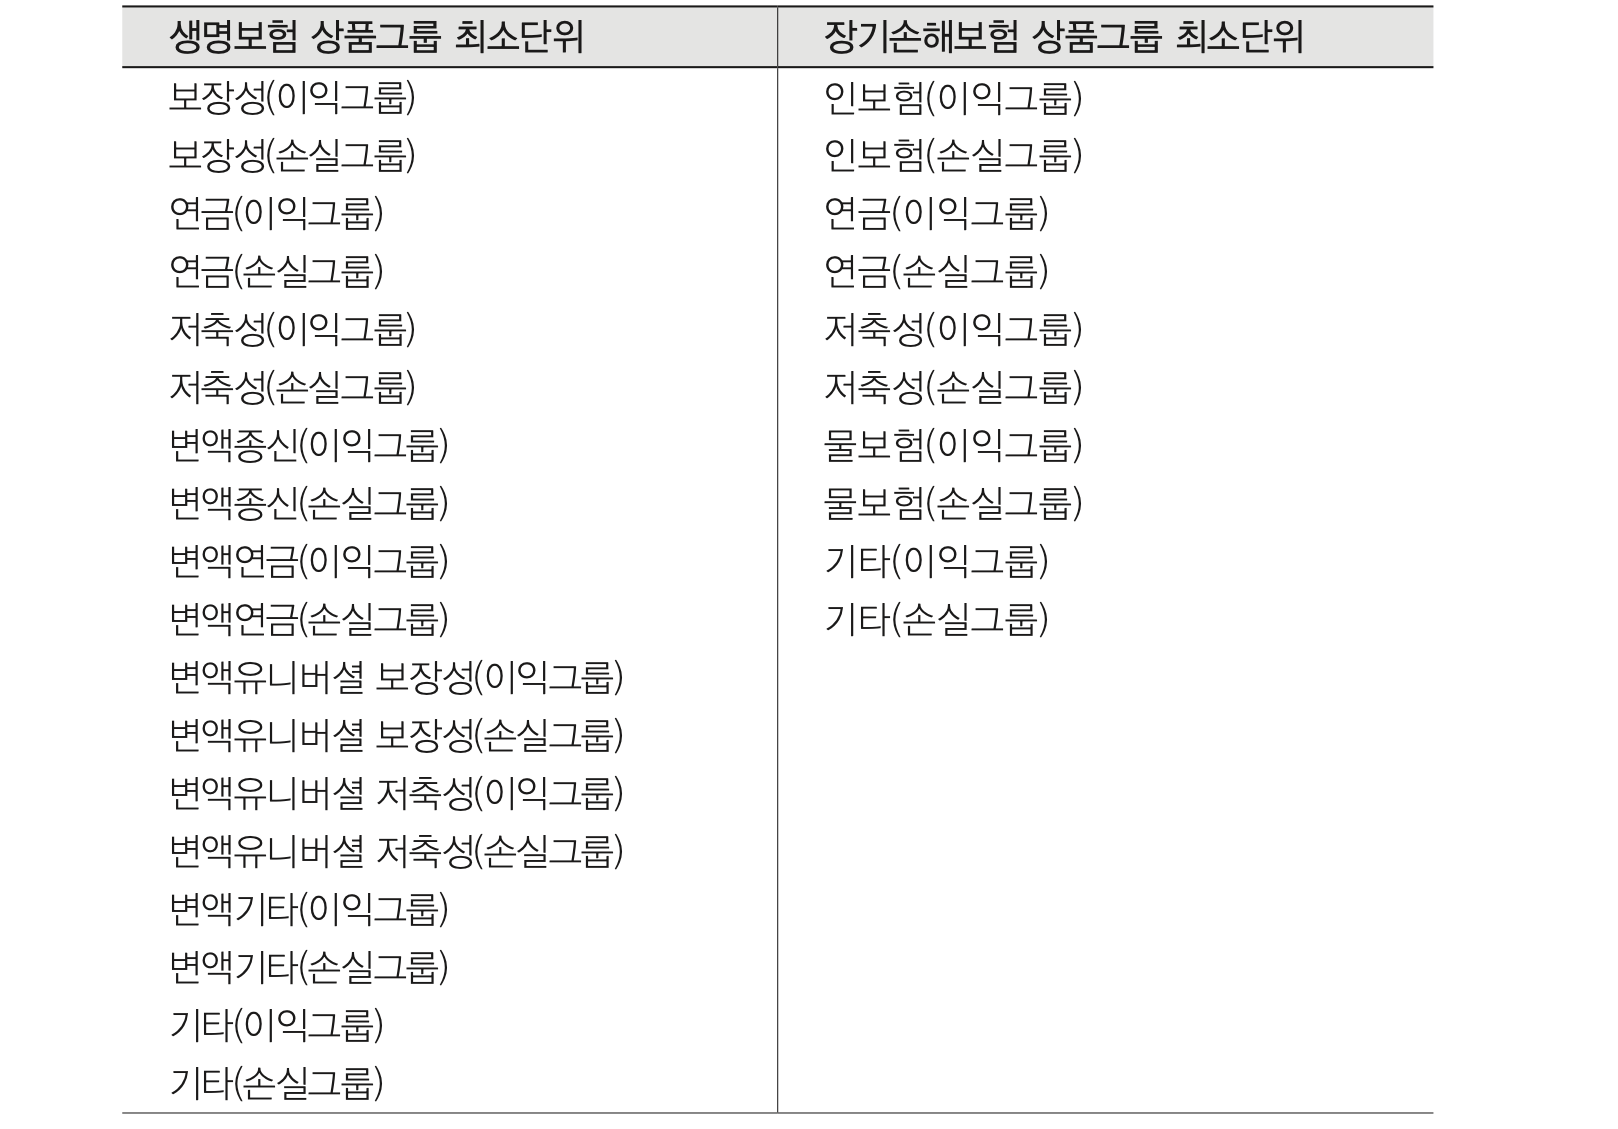 생명보험 상품그룹 최소단위 장기손해보험 상품그룹 최소단위
보장성(이익그룹) 인보험(이익그룹)
보장성(손실그룹) 인보험(손실그룹)
연금(이익그룹) 연금(이익그룹)
연금(손실그룹) 연금(손실그룹)
저축성(이익그룹) 저축성(이익그룹)
저축성(손실그룹) 저축성(손실그룹)
변액종신(이익그룹) 물보험(이익그룹)
변액종신(손실그룹) 물보험(손실그룹)
변액연금(이익그룹) 기타(이익그룹)
변액연금(손실그룹) 기타(손실그룹)
변액유니버셜 보장성(이익그룹)
변액유니버셜 보장성(손실그룹)
변액유니버셜 저축성(이익그룹)
변액유니버셜 저축성(손실그룹)
변액기타(이익그룹)
변액기타(손실그룹)
기타(이익그룹)
기타(손실그룹)